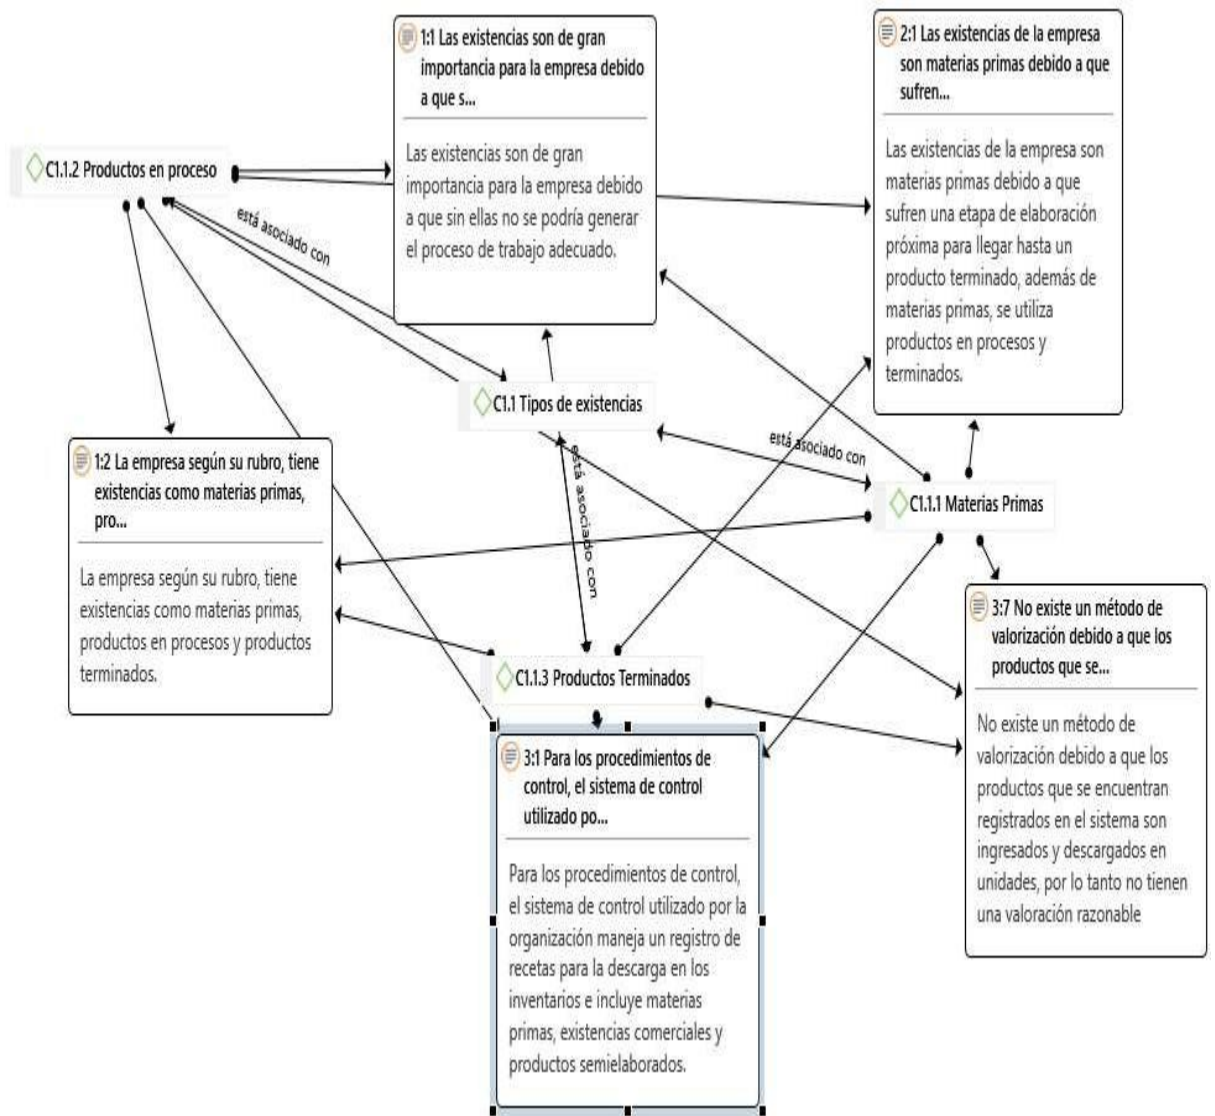 1:1 Las existencias son de gran
importancia para la empresa debido
a que s...
Las existencias son de gran
importancia para la empresa debido
a que sin ellas no se podría generar
el proceso de trabajo adecuado.
2:1 Las existencias de la empresa
son materias primas debido a que
sufren...
Las existencias de la empresa son
materias primas debido a que
sufren una etapa de elaboración
próxima para llegar hasta un
producto terminado, además de
materias primas, se utiliza
productos en procesos y
terminados.
C1.1.2 Productos en proceso
está asociado con
C1.1 Tipos de existencias
está asociado con
está asociado con
C1.1.1 Materias Primas
1:2 La empresa según su rubro, tiene
existencias como materias primas,
pro...
La empresa según su rubro, tiene
existencias como materias primas,
productos en procesos y productos
terminados.
C1.1.3 Productos Terminados
3:7 No existe un método de
valorización debido a que los
productos que se...
No existe un método de
valorización debido a que los
productos que se encuentran
registrados en el sistema son
ingresados y descargados en
unidades, por lo tanto no tienen
una valoración razonable
3:1 Para los procedimientos de
control, el sistema de control
utilizado po...
Para los procedimientos de control,
el sistema de control utilizado por la
organización maneja un registro de
recetas para la descarga en los
inventarios e incluye materias
primas, existencias comerciales y
productos semielaborados.